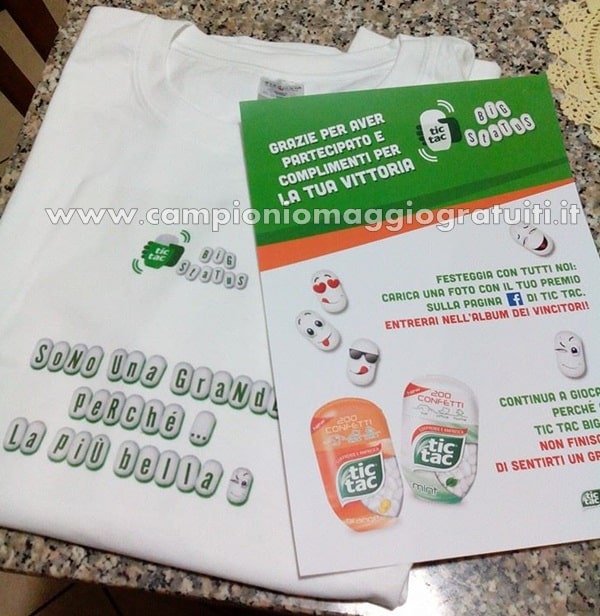 www.campioniomaggiogratuiti.it
tic tac
BIG
StatuS
SoNo UNa GRaNDE
PeRCHé ...
La PIÙ bella
GRAZIE PER AVER
PARTECIPATO E
COMPLIMENTI PER
LA TUA VITTORIA
tic tac
BIG
StatuS
FESTEGGIA CON TUTTI NOI:
CARICA UNA FOTO CON IL TUO PREMIO
SULLA PAGINA f DI TIC TAC.
ENTRERAI NELL'ALBUM DEI VINCITORI!
200
CONFETTI
tic
tac
200
CONFETTI
tic
tac
mint
CONTINUA A
PERCHÉ
TIC TAC BIG
NON
DI SENTIRTI UN
tic
tac